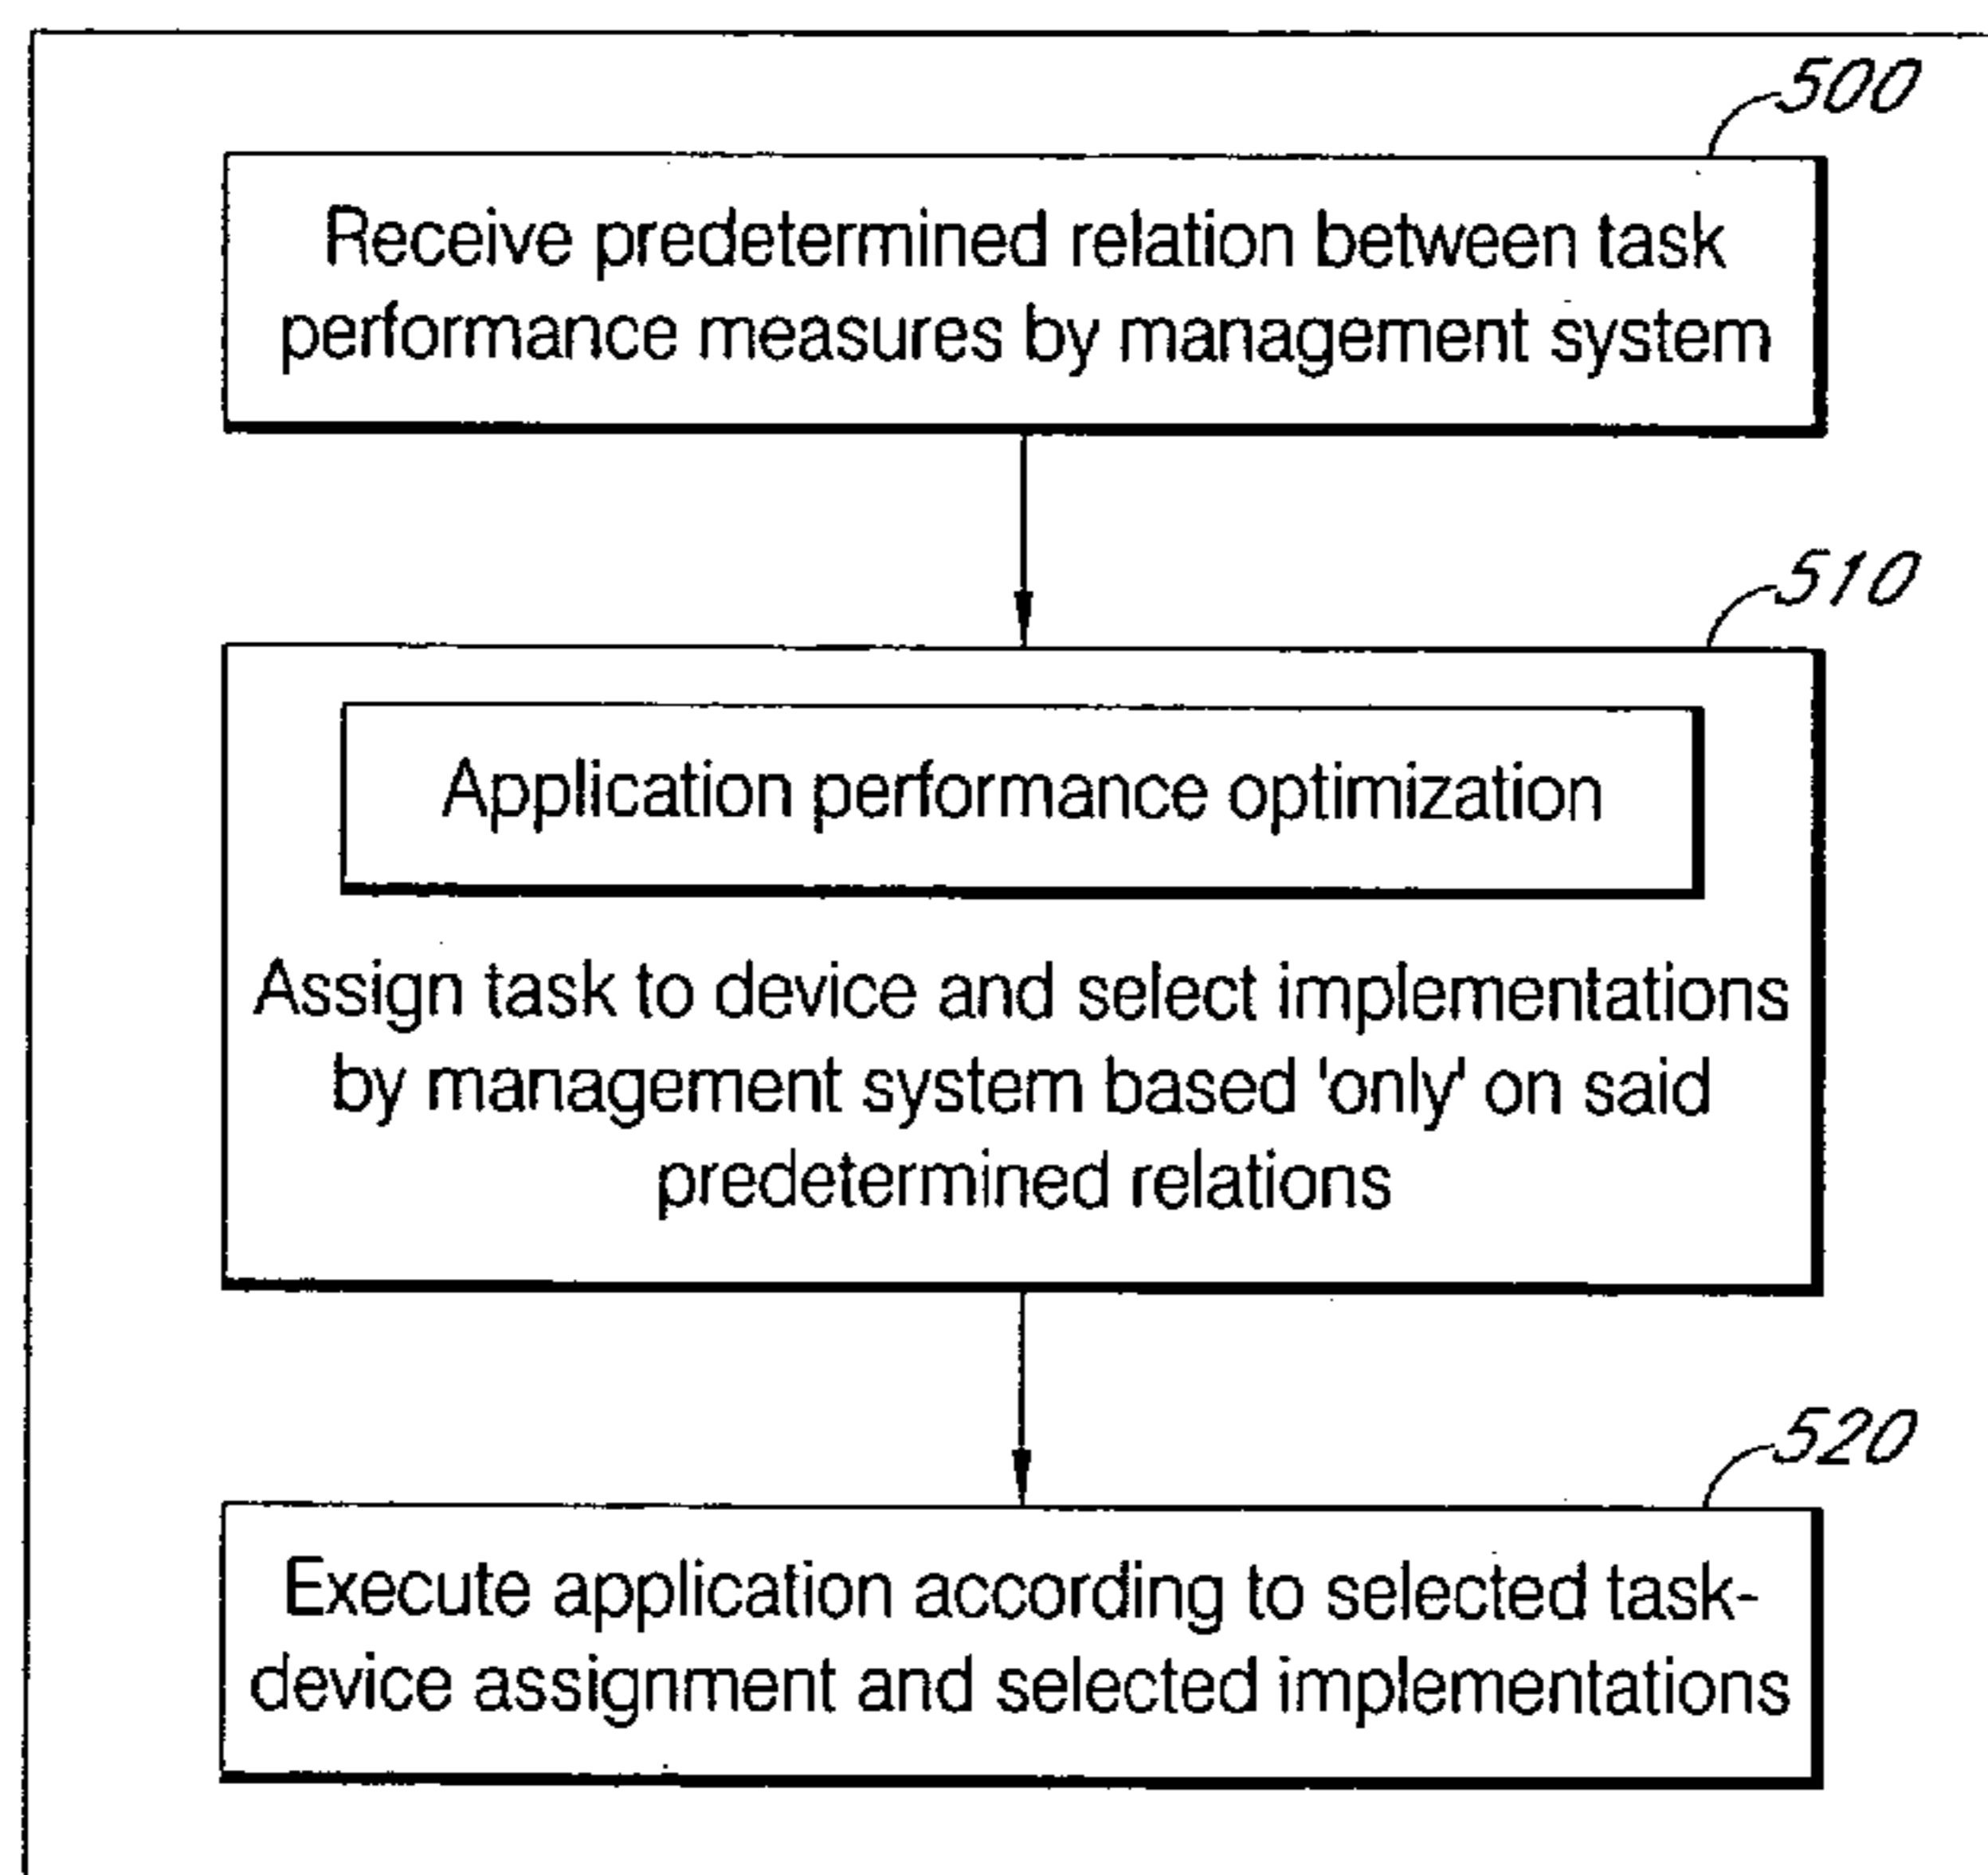 500
Receive predetermined relation between task
performance measures by management system
510
Application performance optimization
Assign task to device and select implementations
by management system based 'only' on said
predetermined relations
520
Execute application according to selected task-
device assignment and selected implementations